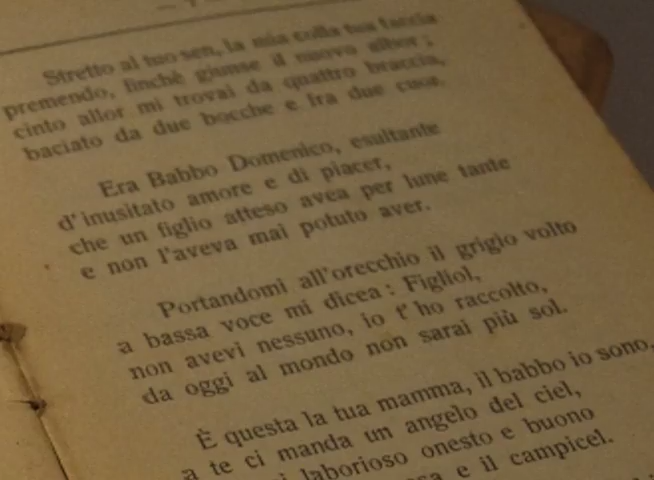 — 7 —
Stretto al tuo sen, la mia colla tua faccia
premendo, finchè giunse il nuovo albor;
cinto allor mi trovai da quattro braccia,
baciato da due bocche e fra due cuor.
Era Babbo Domenico, esultante
d'inusitato amore e di piacer,
che un figlio atteso avea per lune tante
e non l'aveva mai potuto aver.
Portandomi all'orecchio il grigio volto
a bassa voce mi dicea: Figliol,
non avevi nessuno, io t'ho raccolto,
da oggi al mondo non sarai più sol.
È questa la tua mamma, il babbo io sono,
a te ci manda un angelo del ciel,
laborioso onesto e buono
e il campicel.